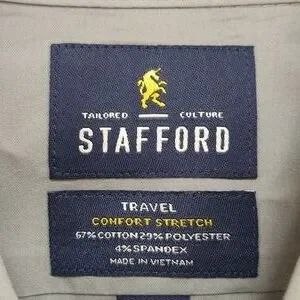 TAILORED CULTURE
STAFFORD
TRAVEL
COMFORT STRETCH
67% COTTON 29% POLYESTER
4% SPANDEX
MADE IN VIETNAM